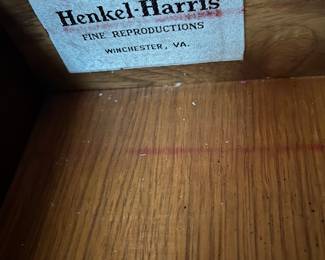 Henkel-Harris
FINE REPRODUCTIONS
WINCHESTER, VA.